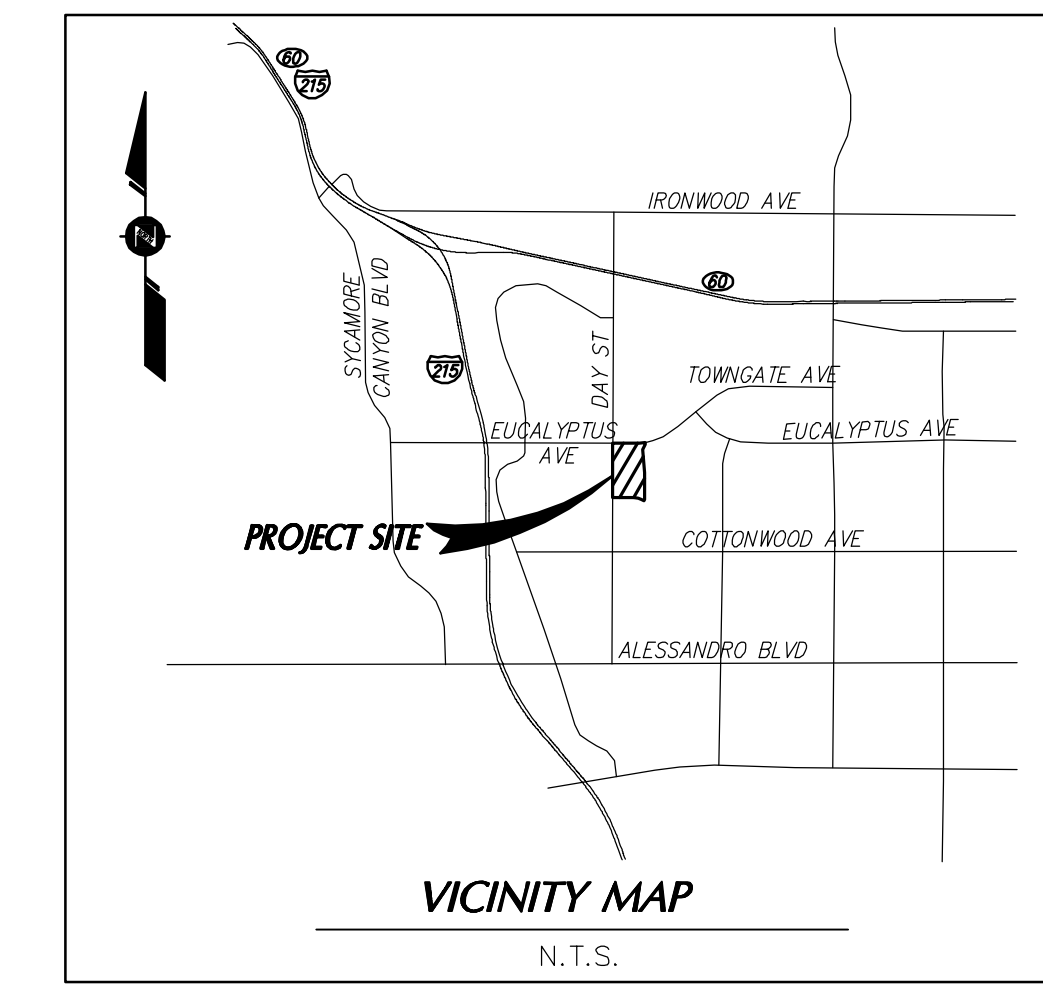 60
215
IRONWOOD AVE
SYCAMORE
CANYON BLVD
60
215
DAY ST
TOWNGATE AVE
EUCALYPTUS
AVE
EUCALYPTUS AVE
PROJECT SITE
COTTONWOOD AVE
ALESSANDRO BLVD
VICINITY MAP
N.T.S.